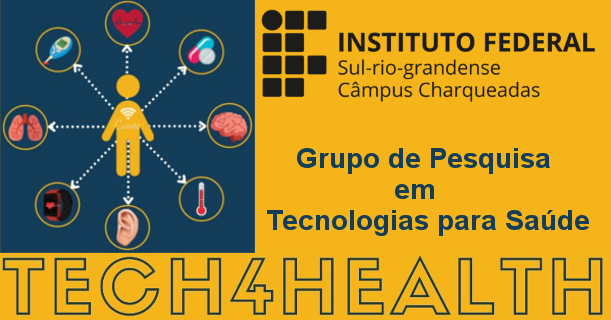 INSTITUTO FEDERAL
Sul-rio-grandense
Câmpus Charqueadas
Grupo de Pesquisa
em
Tecnologias para Saúde
TECH4HEALTH